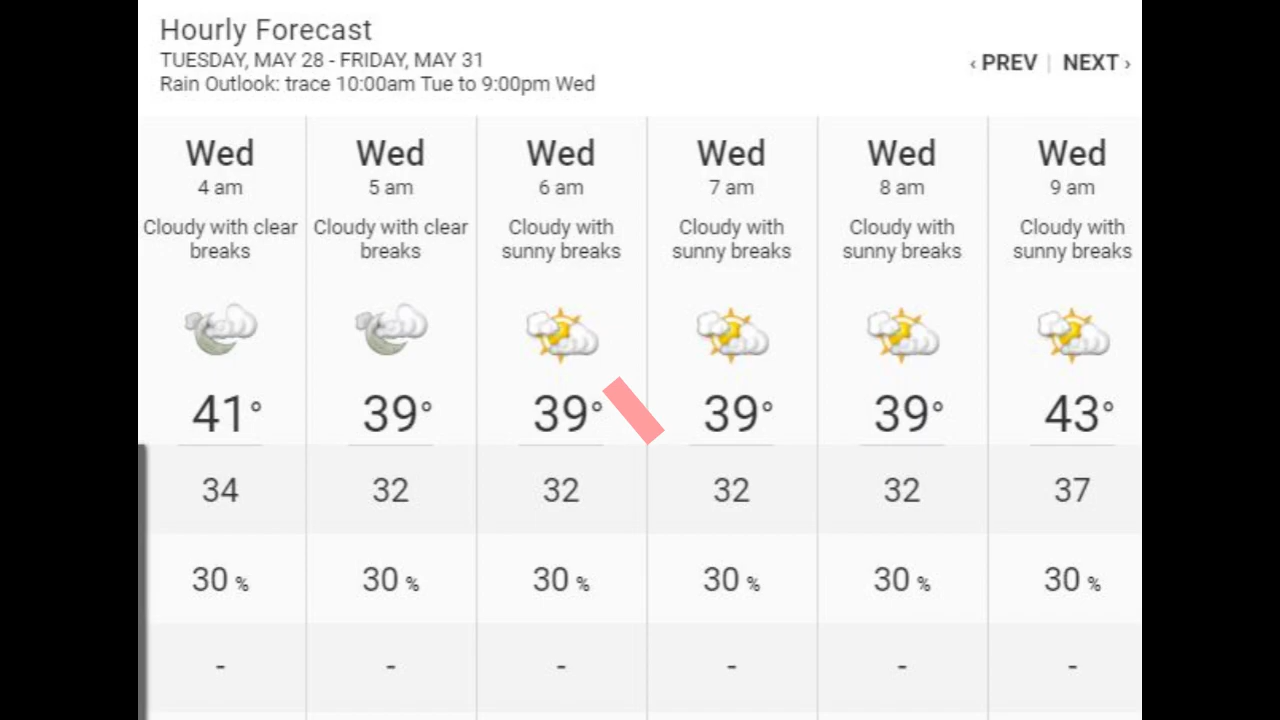 Hourly Forecast
TUESDAY, MAY 28 - FRIDAY, MAY 31
Rain Outlook: trace 10:00am Tue to 9:00pm Wed
‹ PREV | NEXT ›
Wed Wed Wed Wed Wed Wed
4 am 5 am 6 am 7 am 8 am 9 am
Cloudy with clear Cloudy with clear Cloudy with Cloudy with Cloudy with Cloudy with
breaks breaks sunny breaks sunny breaks sunny breaks sunny breaks
41° 39° 39° 39° 39° 43°
34 32 32 32 32 37
30 % 30 % 30 % 30 % 30 % 30 %
- - - - - -